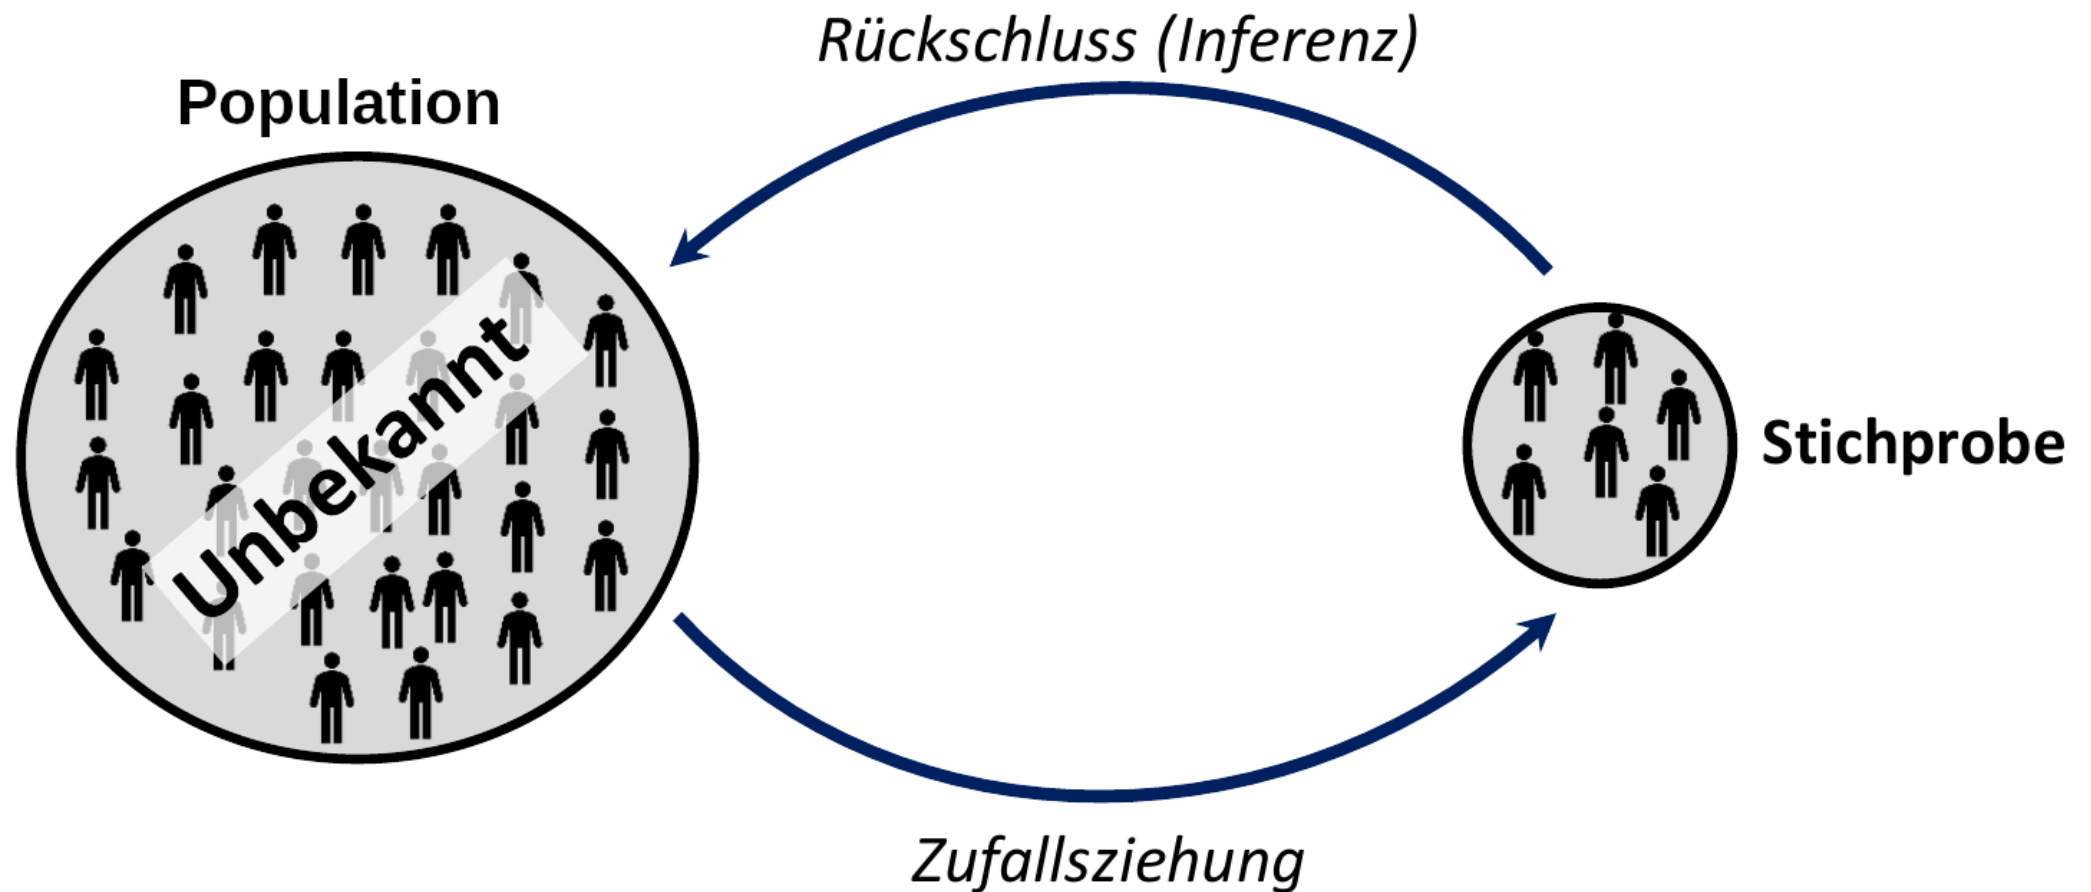 Rückschluss (Inferenz)
Population
Unbekannt
Stichprobe
Zufallsziehung